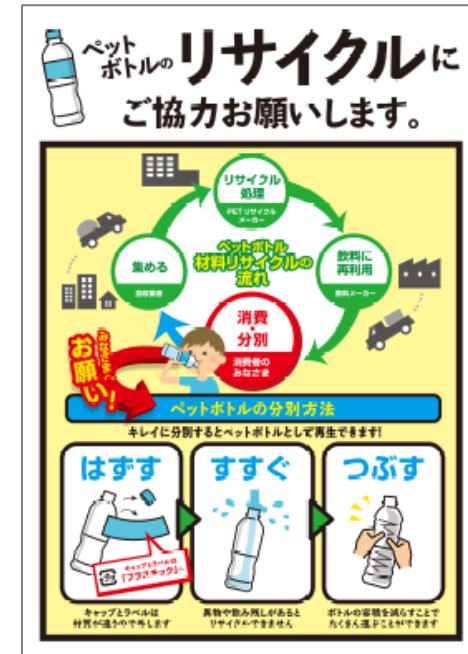 ペット
ボトルの
リサイクルに
ご協力お願いします。
リサイクル
処理
PETリサイクル
メーカー
集める
回収業者
ペットボトル
材料リサイクルの
流れ
飲料に
再利用
飲料メーカー
消費
・
分別
消費者の
みなさま
みなさまへ
お願い!
ペットボトルの分別方法
キレイに分別するとペットボトルとして再生できます!
はずす
すすぐ
つぶす
キャップとラベルは
「プラスチック」へ
キャップとラベルは
材質が違うので外します
異物や飲み残しがあると
リサイクルできません
ボトルの容積を減らすことで
たくさん運ぶことができます